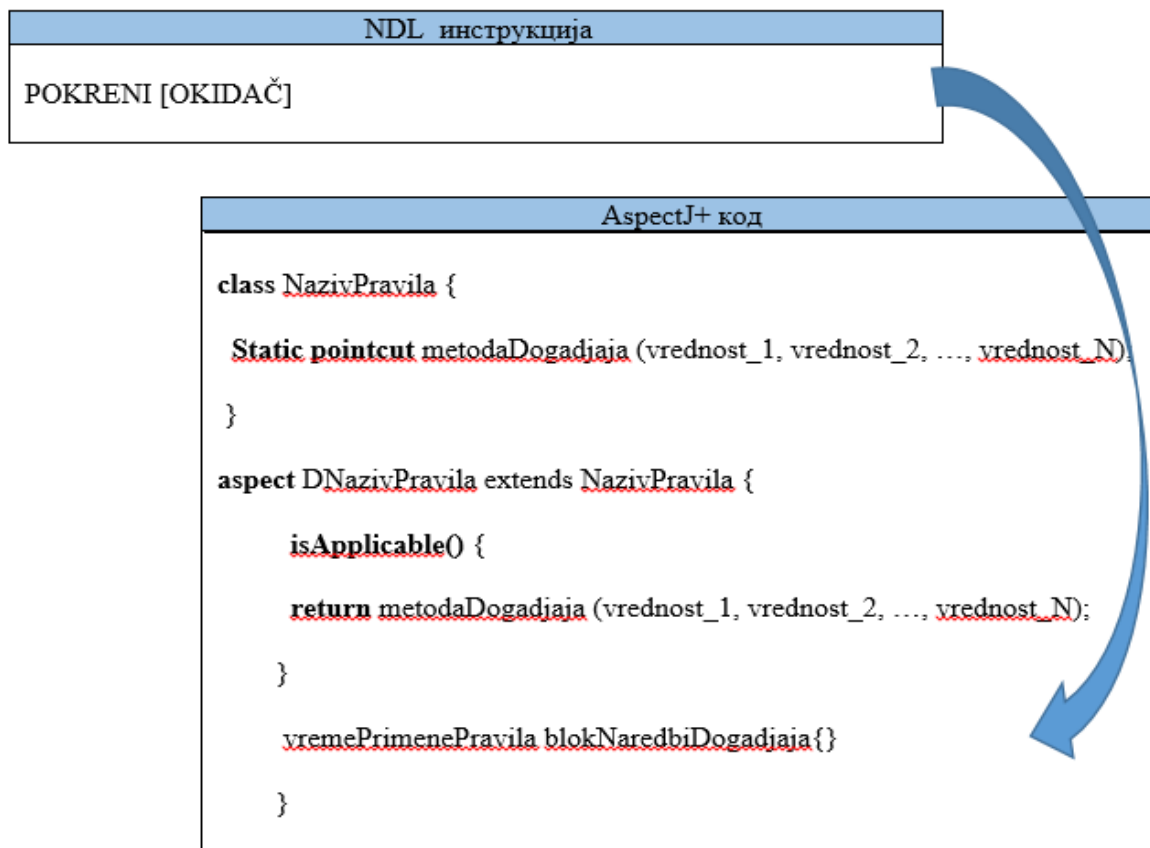 NDL инструкција
POKRENI [OKIDAČ]
AspectJ+ код
class NazivPravila {
Static pointcut metodaDogadjaja (vrednost_1, vrednost_2, …, vrednost_N);
}
aspect DNazivPravila extends NazivPravila {
isApplicable() {
return metodaDogadjaja (vrednost_1, vrednost_2, …, vrednost_N);
}
vremePrimenePravila blokNaredbiDogadjaja{}
}